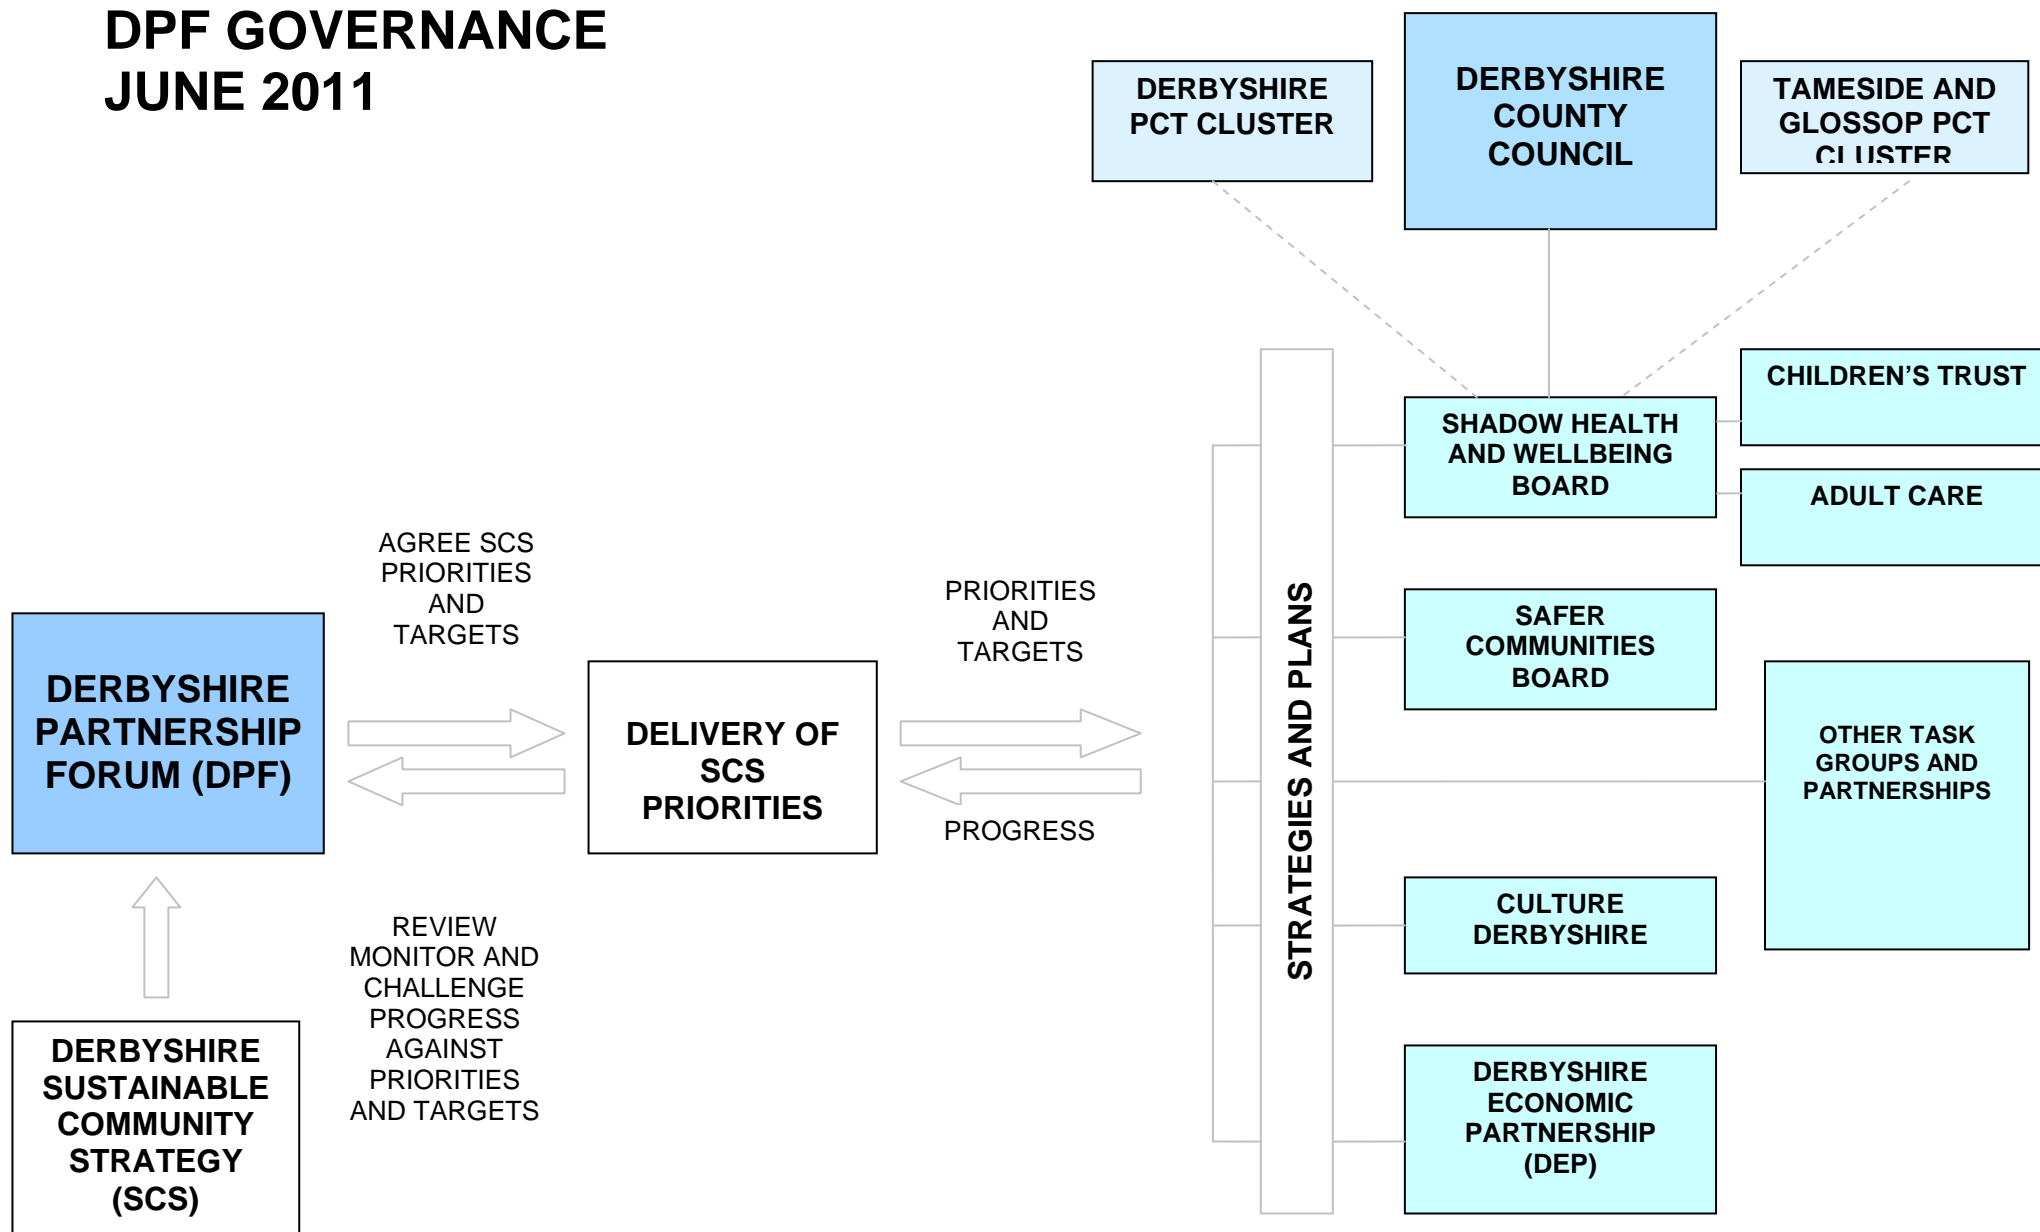 DPF GOVERNANCE
JUNE 2011
DERBYSHIRE
PCT CLUSTER
DERBYSHIRE
COUNTY
COUNCIL
TAMESIDE AND
GLOSSOP PCT
CLUSTER
CHILDREN'S TRUST
SHADOW HEALTH
AND WELLBEING
BOARD
ADULT CARE
AGREE SCS
PRIORITIES
AND
TARGETS
PRIORITIES
AND
TARGETS
STRATEGIES AND PLANS
SAFER
COMMUNITIES
BOARD
DERBYSHIRE
PARTNERSHIP
FORUM (DPF)
DELIVERY OF
SCS
PRIORITIES
OTHER TASK
GROUPS AND
PARTNERSHIPS
PROGRESS
CULTURE
DERBYSHIRE
REVIEW
MONITOR AND
CHALLENGE
PROGRESS
AGAINST
PRIORITIES
AND TARGETS
DERBYSHIRE
SUSTAINABLE
COMMUNITY
STRATEGY
(SCS)
DERBYSHIRE
ECONOMIC
PARTNERSHIP
(DEP)